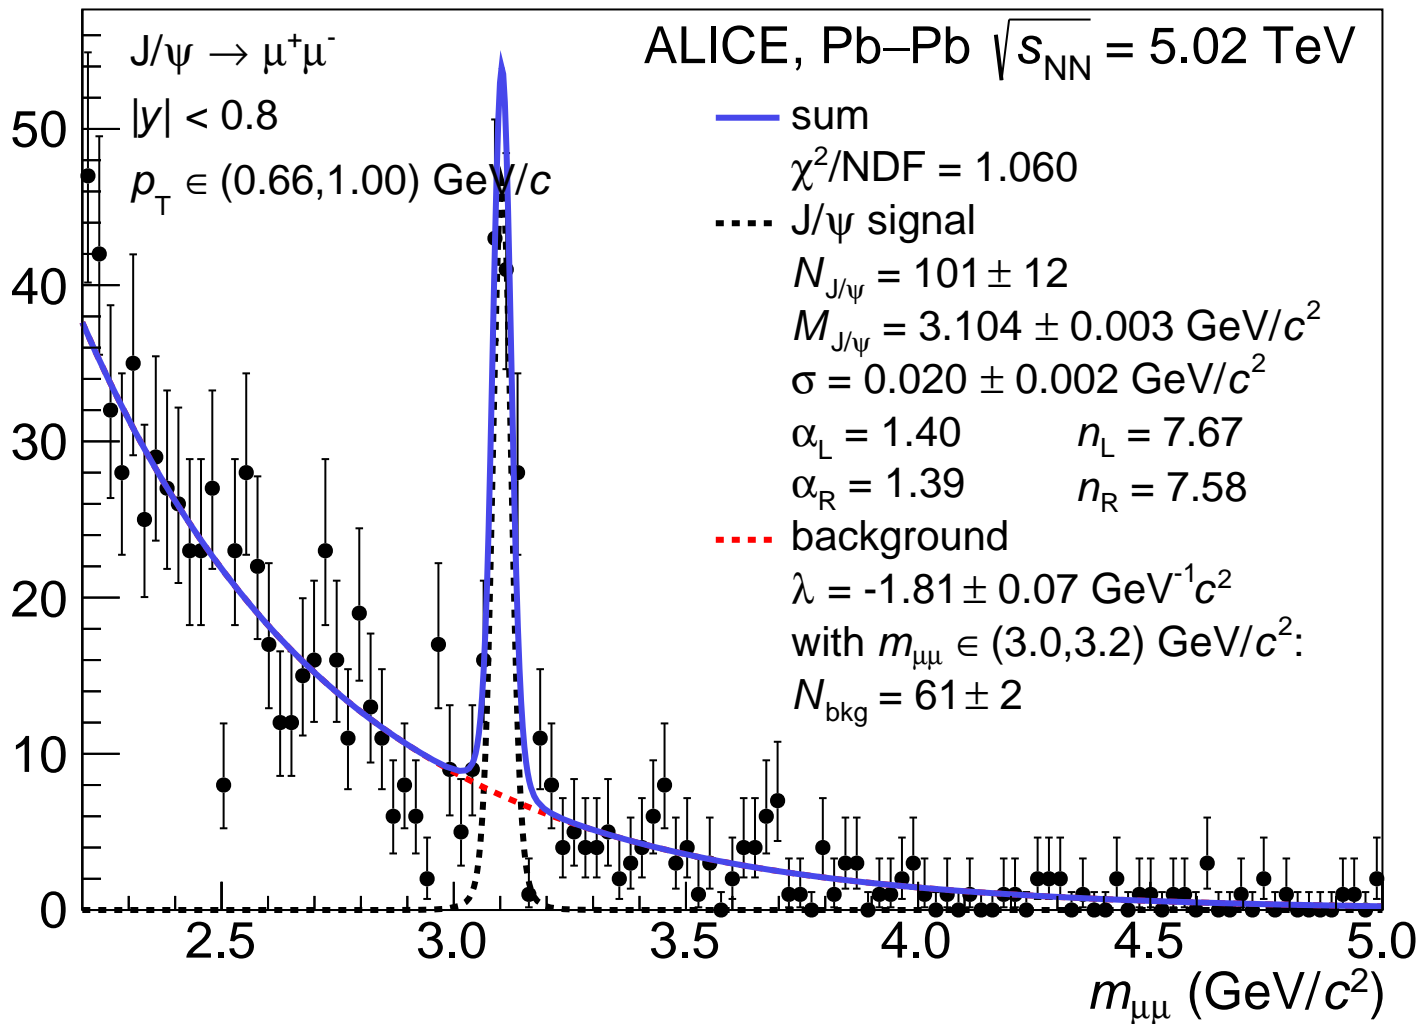 J/ψ → μ⁺μ⁻
|y| < 0.8
p_T ∈ (0.66,1.00) GeV/c
ALICE, Pb–Pb √s_NN = 5.02 TeV
sum
χ²/NDF = 1.060
J/ψ signal
N_J/ψ = 101 ± 12
M_J/ψ = 3.104 ± 0.003 GeV/c²
σ = 0.020 ± 0.002 GeV/c²
α_L = 1.40 n_L = 7.67
α_R = 1.39 n_R = 7.58
background
λ = -1.81 ± 0.07 GeV⁻¹c²
with m_μμ ∈ (3.0,3.2) GeV/c²:
N_bkg = 61 ± 2
50
40
30
20
10
0
2.5 3.0 3.5 4.0 4.5 5.0
m_μμ (GeV/c²)